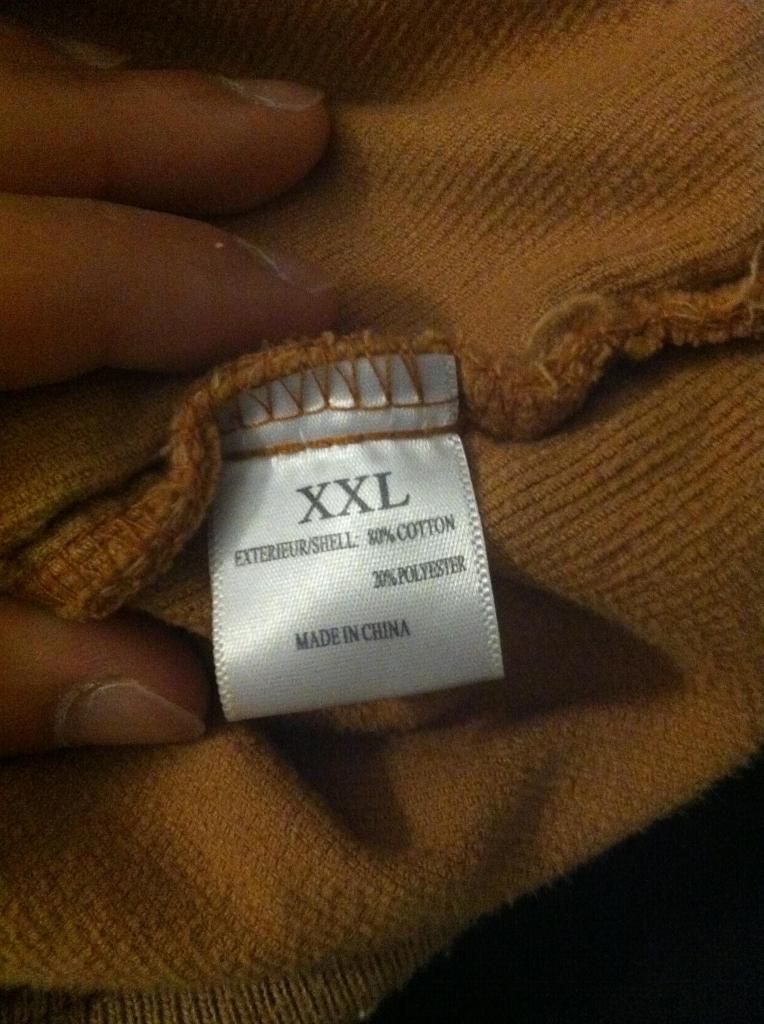 XXL
EXTERIEUR/SHELL: 80% COTTON
20% POLYESTER
MADE IN CHINA